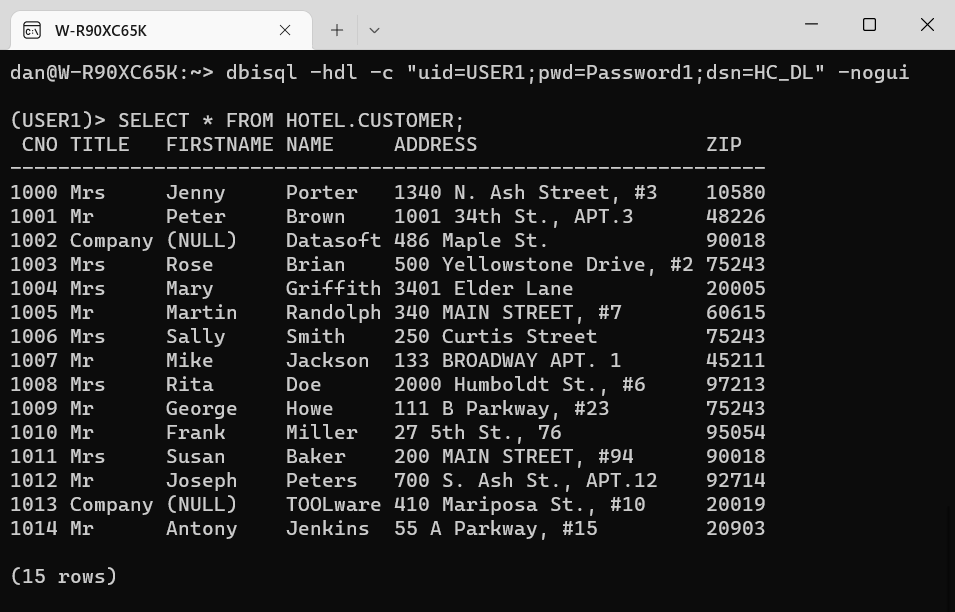 W-R90XC65K
dan@W-R90XC65K:~> dbisql -hdl -c "uid=USER1;pwd=Password1;dsn=HC_DL" -nogui
(USER1)> SELECT * FROM HOTEL.CUSTOMER;
CNO TITLE FIRSTNAME NAME ADDRESS ZIP
---------------------------------------------------------------
1000 Mrs Jenny Porter 1340 N. Ash Street, #3 10580
1001 Mr Peter Brown 1001 34th St., APT.3 48226
1002 Company (NULL) Datasoft 486 Maple St. 90018
1003 Mrs Rose Brian 500 Yellowstone Drive, #2 75243
1004 Mrs Mary Griffith 3401 Elder Lane 20005
1005 Mr Martin Randolph 340 MAIN STREET, #7 60615
1006 Mrs Sally Smith 250 Curtis Street 75243
1007 Mr Mike Jackson 133 BROADWAY APT. 1 45211
1008 Mrs Rita Doe 2000 Humboldt St., #6 97213
1009 Mr George Howe 111 B Parkway, #23 75243
1010 Mr Frank Miller 27 5th St., 76 95054
1011 Mrs Susan Baker 200 MAIN STREET, #94 90018
1012 Mr Joseph Peters 700 S. Ash St., APT.12 92714
1013 Company (NULL) TOOLware 410 Mariposa St., #10 20019
1014 Mr Antony Jenkins 55 A Parkway, #15 20903
(15 rows)